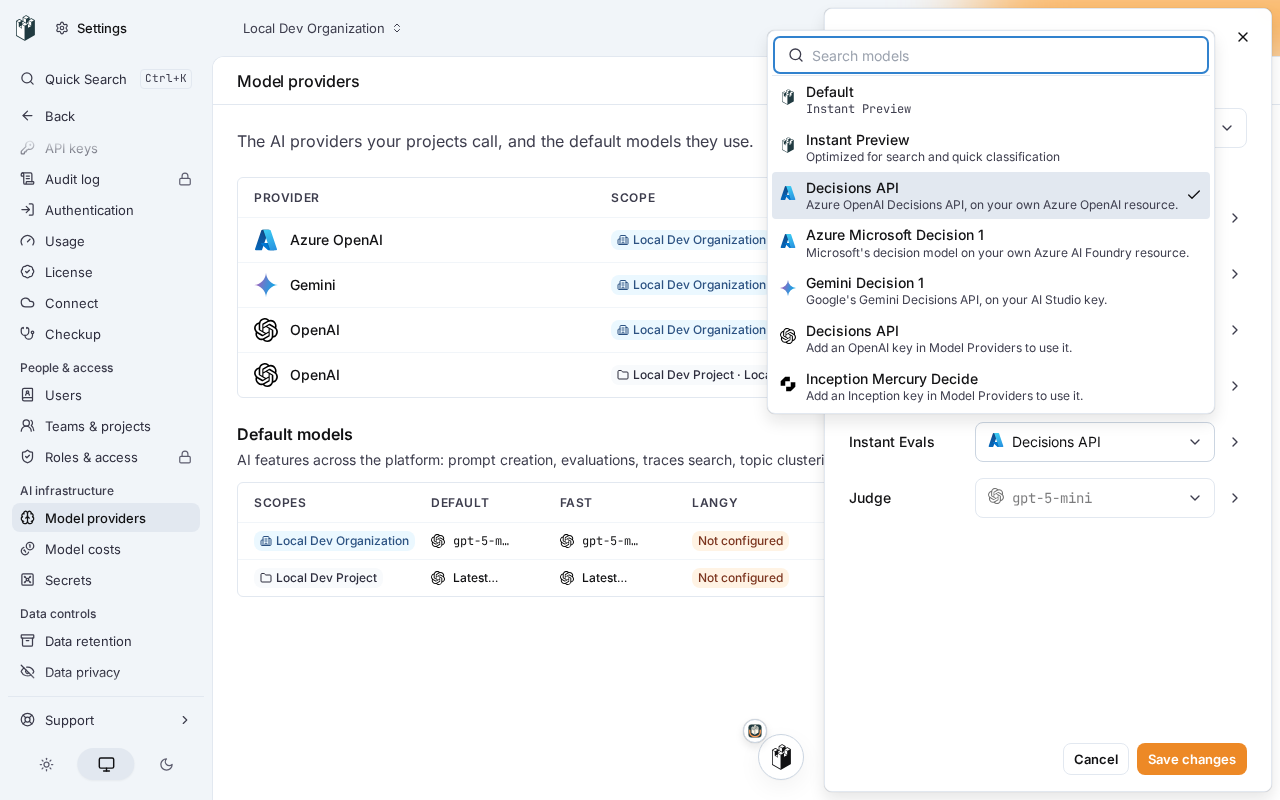 Settings
Local Dev Organization
Quick Search
Ctrl+K
Back
API keys
Audit log
Authentication
Usage
License
Connect
Checkup
People & access
Users
Teams & projects
Roles & access
AI infrastructure
Model providers
Model costs
Secrets
Data controls
Data retention
Data privacy
Support
Model providers
The AI providers your projects call, and the default models they use.
PROVIDER SCOPE
Azure OpenAI Local Dev Organization
Gemini Local Dev Organization
OpenAI Local Dev Organization
OpenAI Local Dev Project · Loca
Default models
AI features across the platform: prompt creation, evaluations, traces search, topic clusteri
SCOPES DEFAULT FAST LANGY
Local Dev Organization gpt-5-m… gpt-5-m… Not configured
Local Dev Project Latest… Latest… Not configured
Search models
Default
Instant Preview
Instant Preview
Optimized for search and quick classification
Decisions API
Azure OpenAI Decisions API, on your own Azure OpenAI resource.
Azure Microsoft Decision 1
Microsoft's decision model on your own Azure AI Foundry resource.
Gemini Decision 1
Google's Gemini Decisions API, on your AI Studio key.
Decisions API
Add an OpenAI key in Model Providers to use it.
Inception Mercury Decide
Add an Inception key in Model Providers to use it.
Instant Evals Decisions API
Judge gpt-5-mini
Cancel Save changes